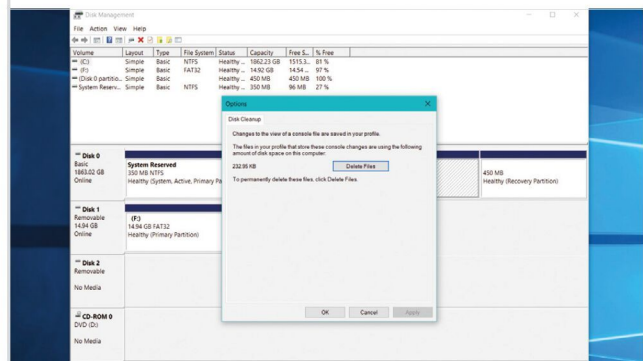 Disk Management
File Action View Help
Volume Layout Type File System Status Capacity Free S... % Free
(C:) Simple Basic NTFS Healthy ... 1862.23 GB 1515.3... 81 %
(F:) Simple Basic FAT32 Healthy ... 14.92 GB 14.54 ... 97 %
(Disk 0 partitio... Simple Basic Healthy ... 450 MB 450 MB 100 %
System Reserv... Simple Basic NTFS Healthy ... 350 MB 96 MB 27 %
Options
Disk Cleanup
Changes to the view of a console file are saved in your profile.
The files in your profile that store these console changes are using the following
amount of disk space on this computer:
232.95 KB
Delete Files
To permanently delete these files, click Delete Files.
OK Cancel Apply
Disk 0
Basic
1863.02 GB
Online
System Reserved
350 MB NTFS
Healthy (System, Active, Primary Pa
450 MB
Healthy (Recovery Partition)
Disk 1
Removable
14.94 GB
Online
(F:)
14.94 GB FAT32
Healthy (Primary Partition)
Disk 2
Removable
No Media
CD-ROM 0
DVD (D:)
No Media